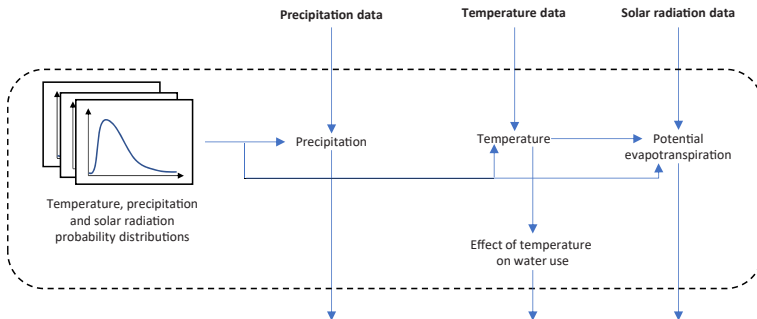 Precipitation data
Temperature data
Solar radiation data
Precipitation
Temperature
Potential
evapotranspiration
Temperature, precipitation
and solar radiation
probability distributions
Effect of temperature
on water use